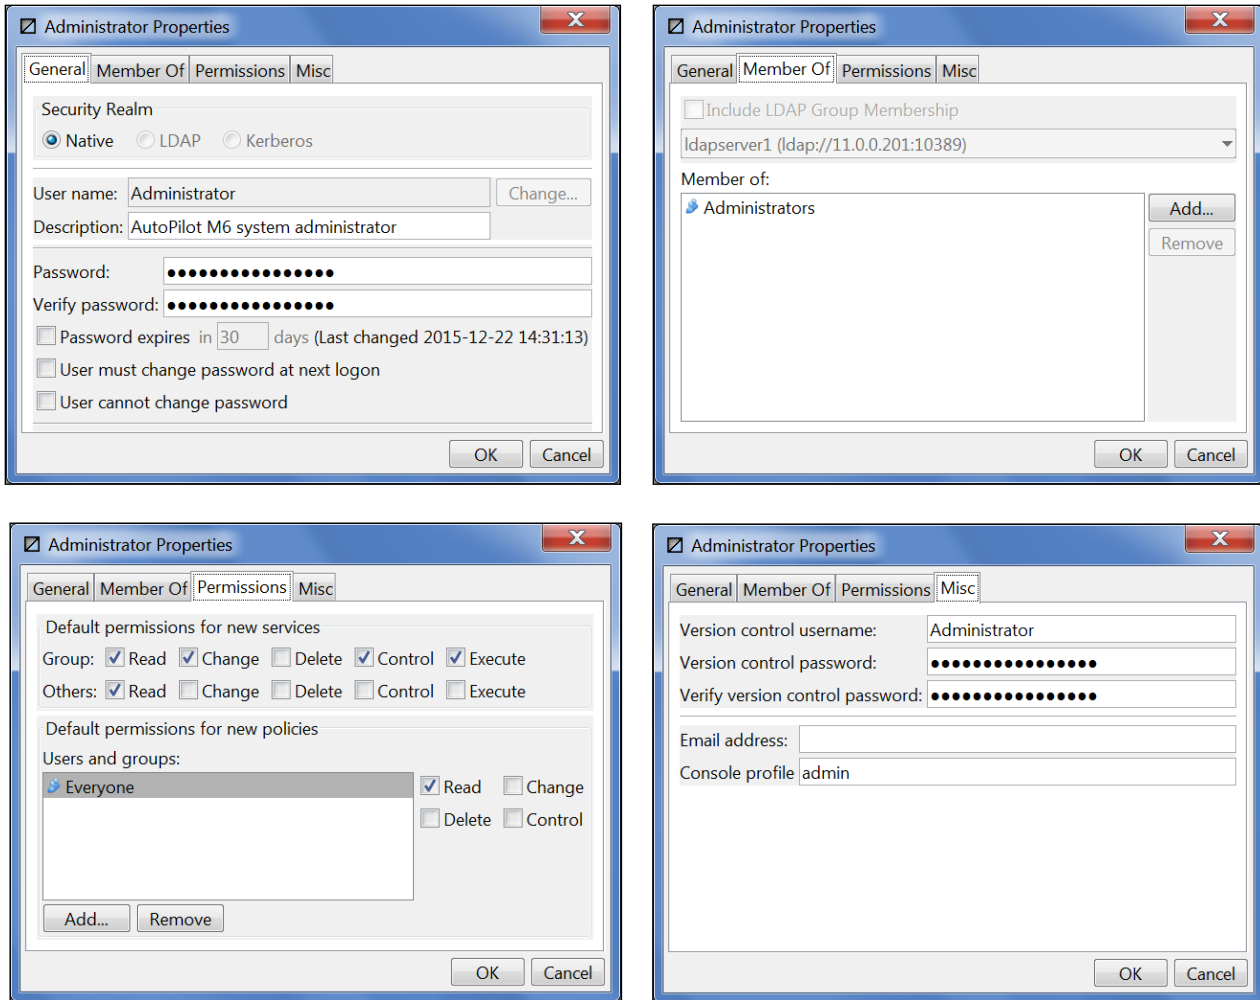 Administrator Properties
General Member Of Permissions Misc
Security Realm
Native LDAP Kerberos
User name: Administrator Change...
Description: AutoPilot M6 system administrator
Password: ●●●●●●●●●●●●●●●●
Verify password: ●●●●●●●●●●●●●●●●
Password expires in 30 days (Last changed 2015-12-22 14:31:13)
User must change password at next logon
User cannot change password
OK Cancel
Administrator Properties
General Member Of Permissions Misc
Include LDAP Group Membership
ldapserver1 (ldap://11.0.0.201:10389)
Member of:
Administrators Add...
Remove
OK Cancel
Administrator Properties
General Member Of Permissions Misc
Default permissions for new services
Group: Read Change Delete Control Execute
Others: Read Change Delete Control Execute
Default permissions for new policies
Users and groups:
Everyone Read Change
Delete Control
Add... Remove
OK Cancel
Administrator Properties
General Member Of Permissions Misc
Version control username: Administrator
Version control password: ●●●●●●●●●●●●●●●●
Verify version control password: ●●●●●●●●●●●●●●●●
Email address:
Console profile admin
OK Cancel